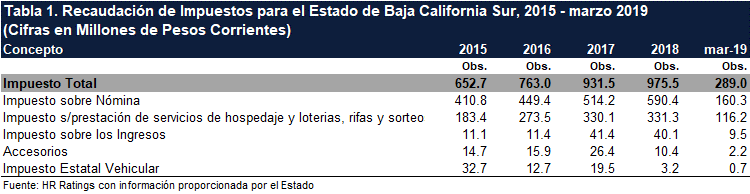 Tabla 1. Recaudación de Impuestos para el Estado de Baja California Sur, 2015 - marzo 2019
(Cifras en Millones de Pesos Corrientes)
Concepto 2015 2016 2017 2018 mar-19
Obs. Obs. Obs. Obs. Obs.
Impuesto Total 652.7 763.0 931.5 975.5 289.0
Impuesto sobre Nómina 410.8 449.4 514.2 590.4 160.3
Impuesto s/prestación de servicios de hospedaje y loterias, rifas y sorteo 183.4 273.5 330.1 331.3 116.2
Impuesto sobre los Ingresos 11.1 11.4 41.4 40.1 9.5
Accesorios 14.7 15.9 26.4 10.4 2.2
Impuesto Estatal Vehicular 32.7 12.7 19.5 3.2 0.7
Fuente: HR Ratings con información proporcionada por el Estado